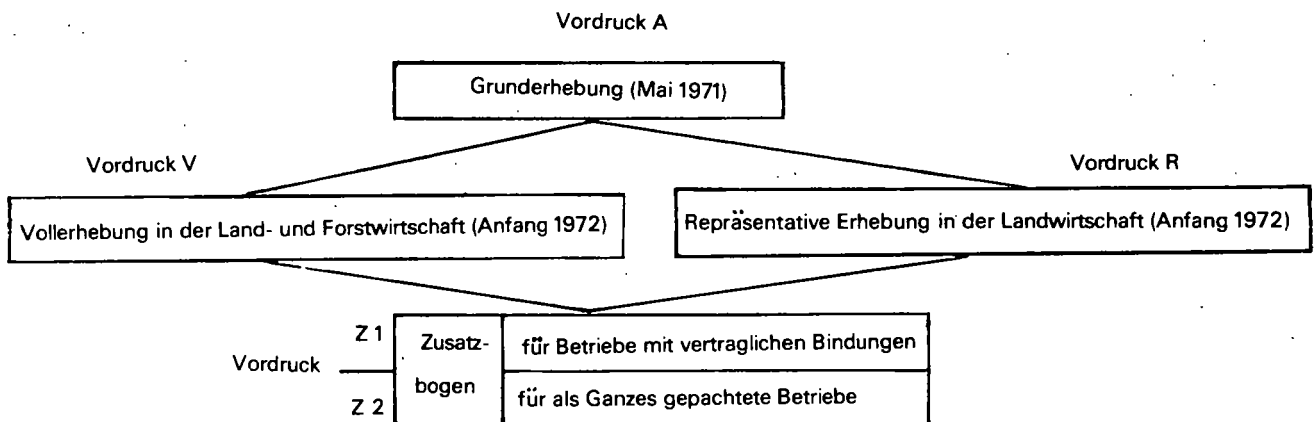 Vordruck A
Grunderhebung (Mai 1971)
Vordruck V
Vordruck R
Vollerhebung in der Land- und Forstwirtschaft (Anfang 1972)
Repräsentative Erhebung in der Landwirtschaft (Anfang 1972)
Vordruck
Z 1
Z 2
Zusatz-
bogen
für Betriebe mit vertraglichen Bindungen
für als Ganzes gepachtete Betriebe